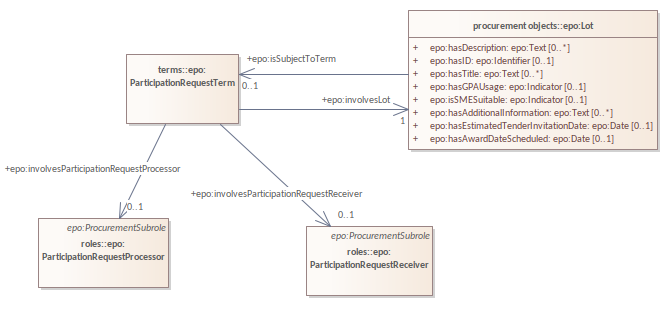 procurement objects::epo:Lot
+ epo:hasDescription: epo:Text [0..*]
+ epo:hasID: epo:Identifier [0..1]
+ epo:hasTitle: epo:Text [0..*]
+ epo:hasGPAUsage: epo:Indicator [0..1]
+ epo:isSMESuitable: epo:Indicator [0..1]
+ epo:hasAdditionalInformation: epo:Text [0..*]
+ epo:hasEstimatedTenderInvitationDate: epo:Date [0..1]
+ epo:hasAwardDateScheduled: epo:Date [0..1]
terms::epo:
ParticipationRequestTerm
+epo:isSubjectToTerm
0..1
+epo:involvesLot
1
+epo:involvesParticipationRequestProcessor
0..1
+epo:involvesParticipationRequestReceiver
0..1
epo:ProcurementSubrole
roles::epo:
ParticipationRequestProcessor
epo:ProcurementSubrole
roles::epo:
ParticipationRequestReceiver